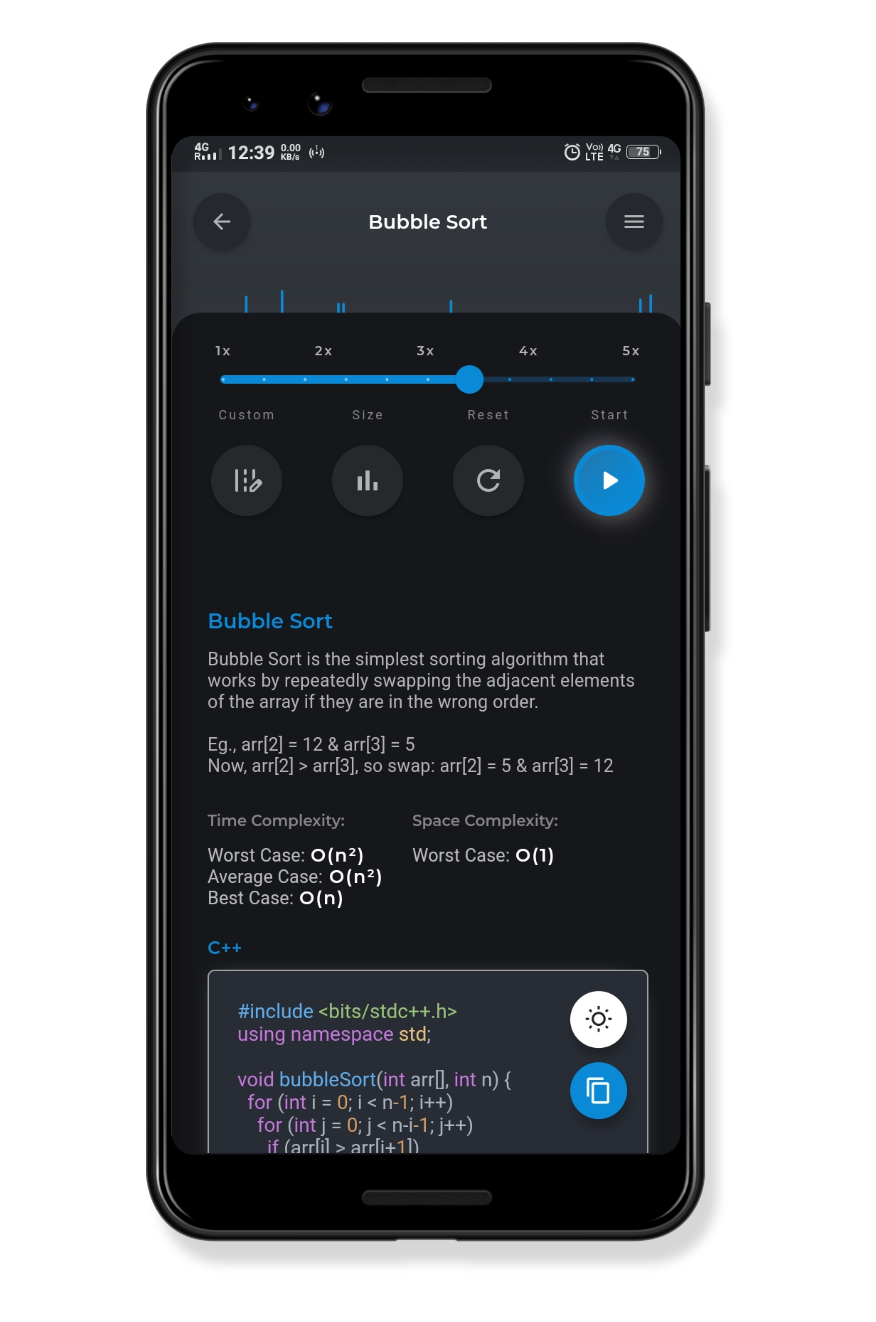 4G
R
12:39
0.00
KB/s
Vo))
LTE
4G
75
Bubble Sort
1x 2x 3x 4x 5x
Custom Size Reset Start
Bubble Sort
Bubble Sort is the simplest sorting algorithm that
works by repeatedly swapping the adjacent elements
of the array if they are in the wrong order.
Eg., arr[2] = 12 & arr[3] = 5
Now, arr[2] > arr[3], so swap: arr[2] = 5 & arr[3] = 12
Time Complexity: Space Complexity:
Worst Case: O(n²) Worst Case: O(1)
Average Case: O(n²)
Best Case: O(n)
C++
#include <bits/stdc++.h>
using namespace std;
void bubbleSort(int arr[], int n) {
for (int i = 0; i < n-1; i++)
for (int j = 0; j < n-i-1; j++)
if (arr[j] > arr[j+1])